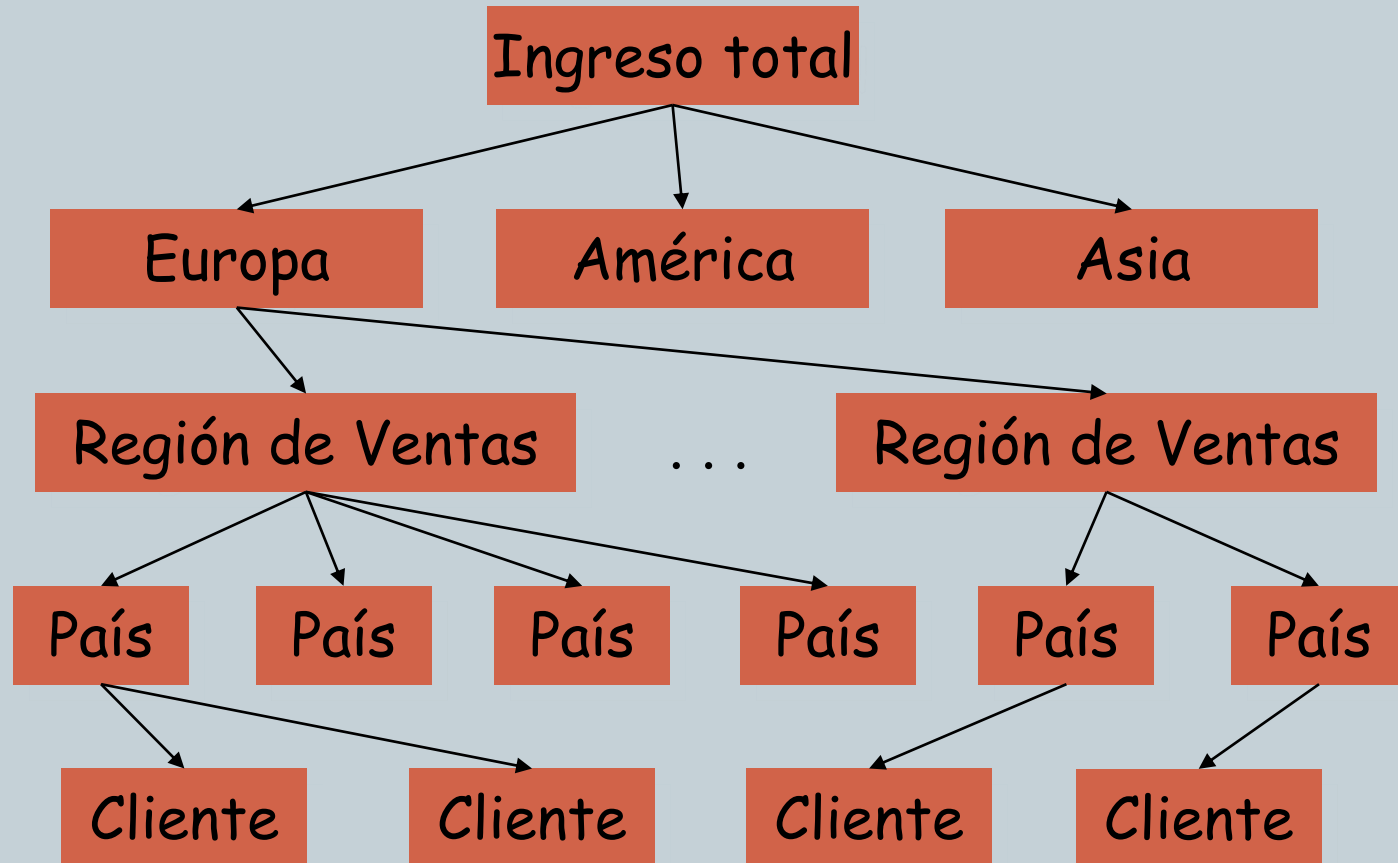 Ingreso total
Europa
América
Asia
Región de Ventas
. . .
Región de Ventas
País
País
País
País
País
País
Cliente
Cliente
Cliente
Cliente